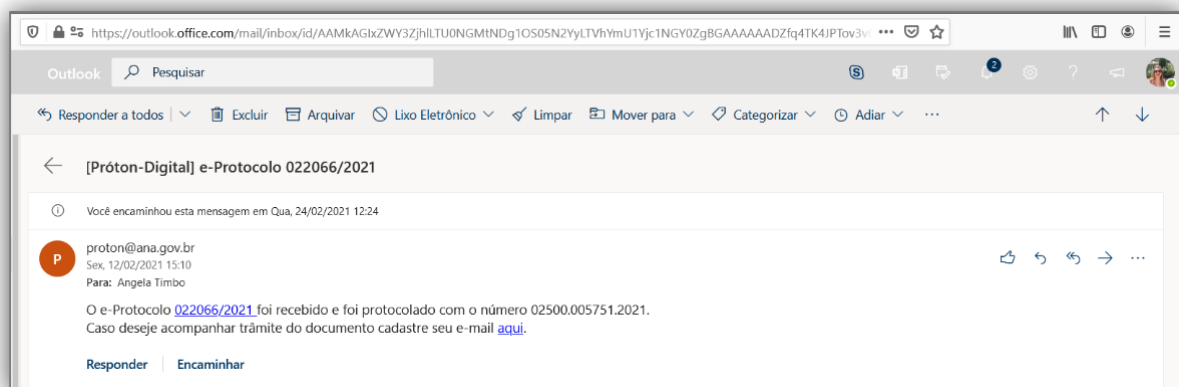 https://outlook.office.com/mail/inbox/id/
Outlook Pesquisar 2
Responder a todos Excluir Arquivar Lixo Eletrônico Limpar Mover para Categorizar Adiar
[Próton-Digital] e-Protocolo 022066/2021
Você encaminhou esta mensagem em Qua, 24/02/2021 12:24
P proton@ana.gov.br
Sex, 12/02/2021 15:10
Para: Angela Timbo
O e-Protocolo 022066/2021 foi recebido e foi protocolado com o número 02500.005751.2021.
Caso deseje acompanhar trâmite do documento cadastre seu e-mail aqui.
Responder Encaminhar